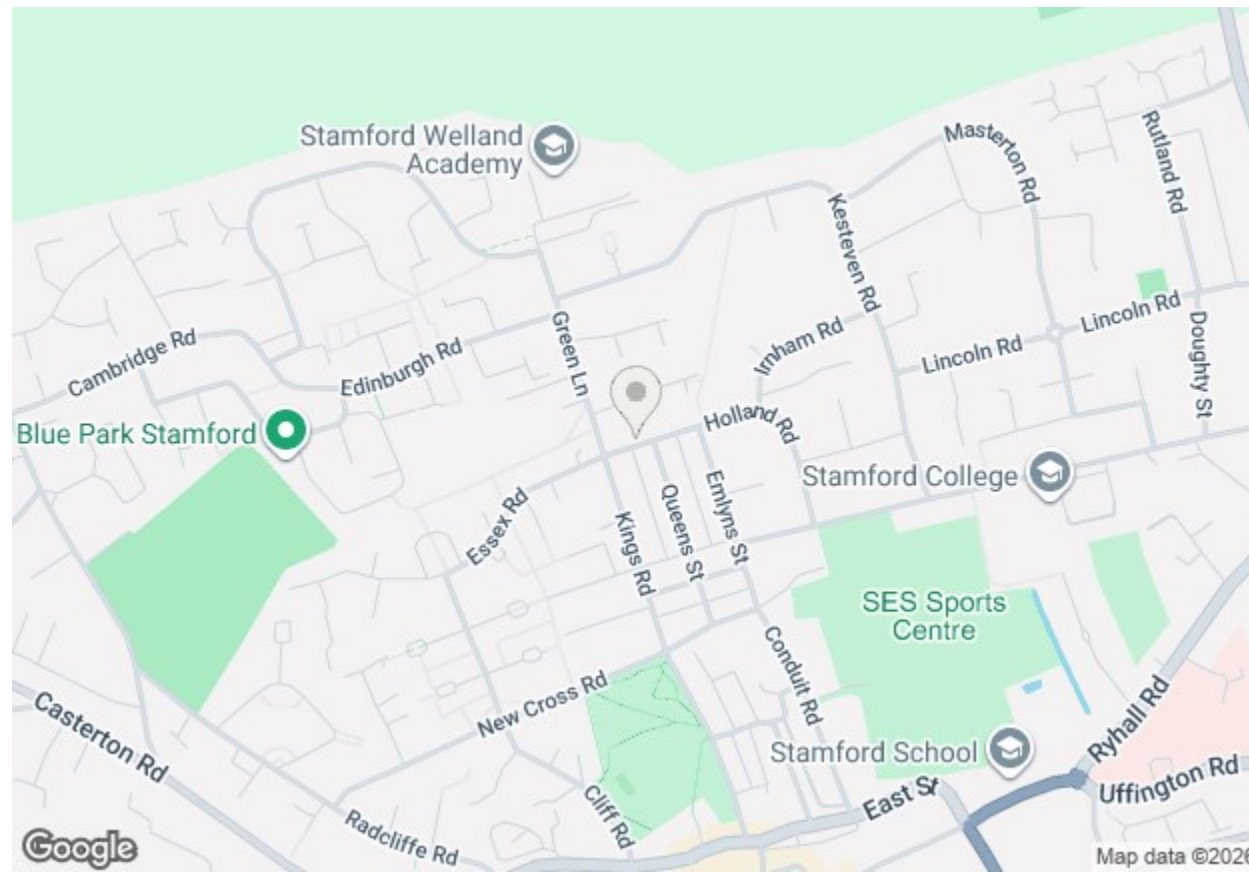 Stamford Welland
Academy
Masterton Rd
Rutland Rd
Kesteven Rd
Green Ln
Irnham Rd
Lincoln Rd
Lincoln Rd
Doughty St
Cambridge Rd
Edinburgh Rd
Holland Rd
Blue Park Stamford
Stamford College
Essex Rd
Queens St
Emlyns St
Kings Rd
SES Sports
Centre
Conduit Rd
New Cross Rd
Casterton Rd
Stamford School
Ryhall Rd
Uffington Rd
East St
Cliff Rd
Radcliffe Rd
Google
Map data ©2026